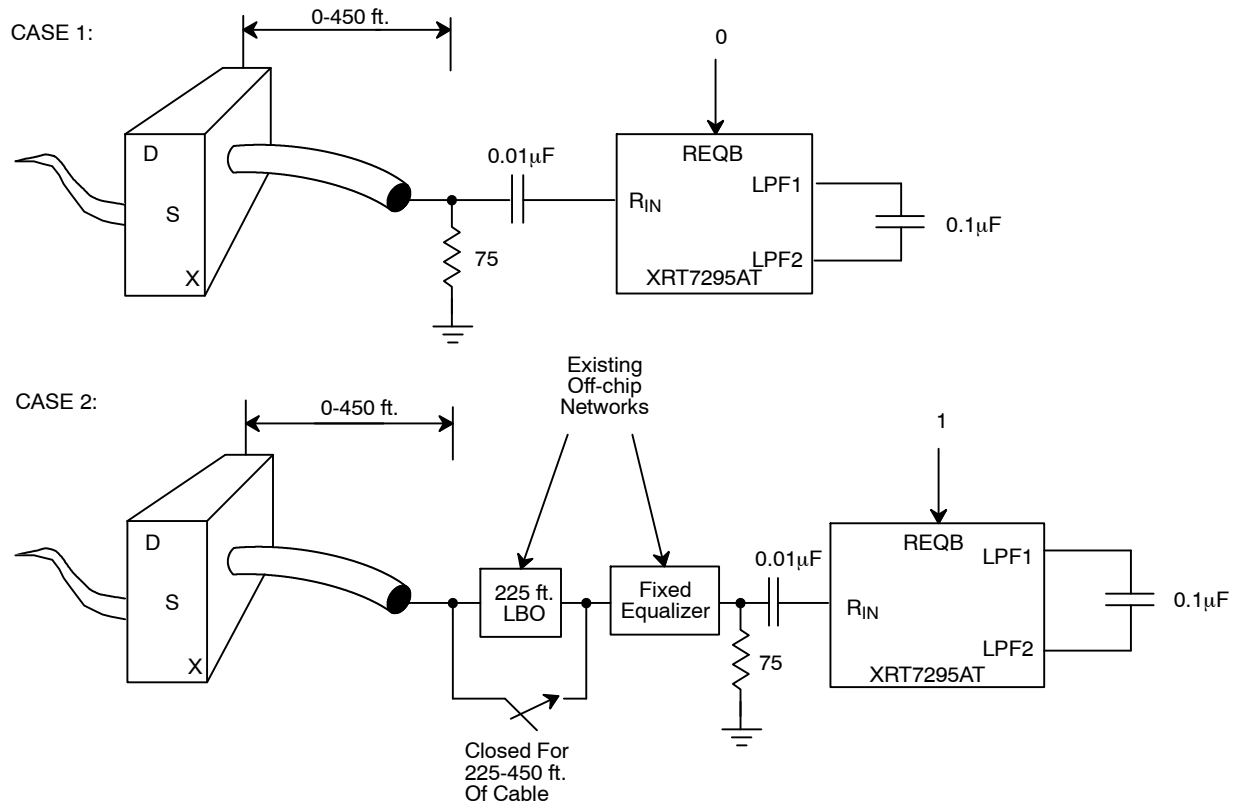 CASE 1:
0-450 ft.
0
D
S
X
0.01μF
75
REQB
R_IN
LPF1
LPF2
XRT7295AT
0.1μF
Existing
Off-chip
Networks
CASE 2:
0-450 ft.
1
D
S
X
225 ft.
LBO
Fixed
Equalizer
0.01μF
75
REQB
R_IN
LPF1
LPF2
XRT7295AT
0.1μF
Closed For
225-450 ft.
Of Cable